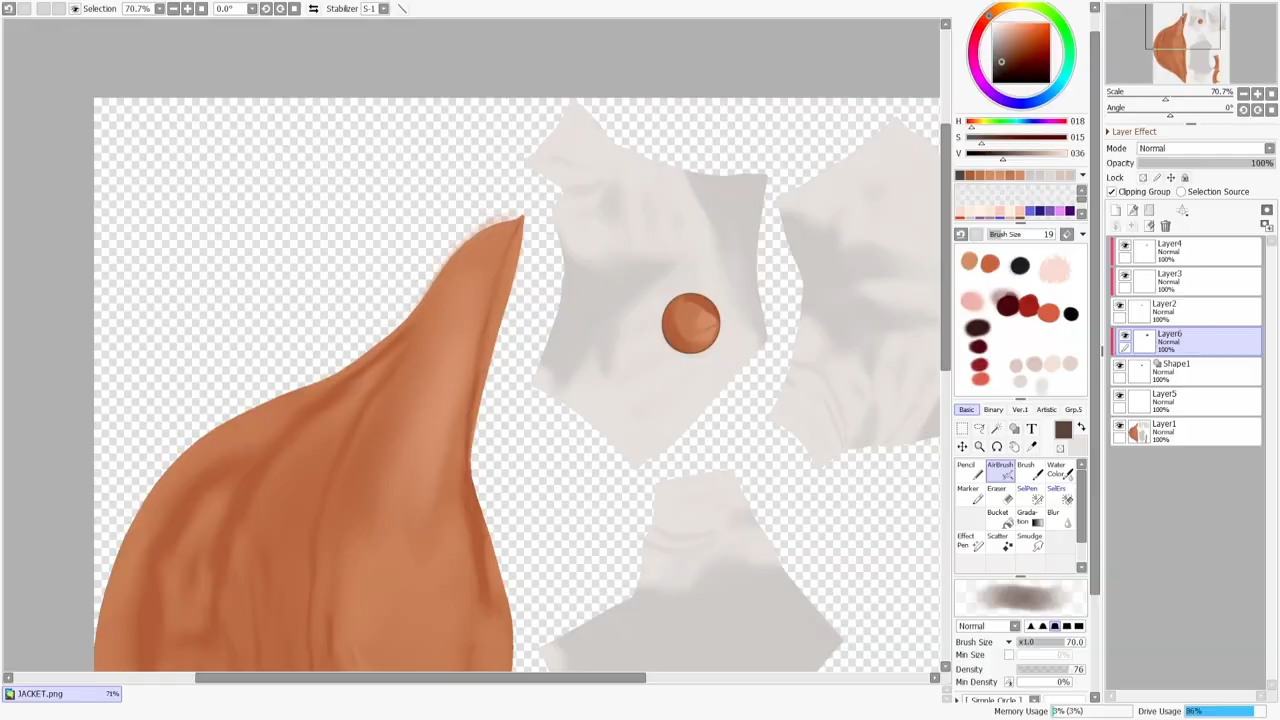 Selection 70.7% 0.0° Stabilizer S-1
H 018
S 015
V 036
Brush Size 19
Basic Binary Ver.1 Artistic Grp.5
T
Pencil AirBrush Brush Water Color
Marker Eraser SelPen SelErs
Bucket Grada-tion Blur
Effect Pen Scatter Smudge
Normal
Brush Size x1.0 70.0
Min Size 0%
Density 76
Min Density 0%
[ Simple Circle ]
Scale 70.7%
Angle 0°
Layer Effect
Mode Normal
Opacity 100%
Lock
Clipping Group Selection Source
Layer4
Normal
100%
Layer3
Normal
100%
Layer2
Normal
100%
Layer6
Normal
100%
Shape1
Normal
100%
Layer5
Normal
100%
Layer1
Normal
100%
JACKET.png 71%
Memory Usage 3% (3%) Drive Usage 86%